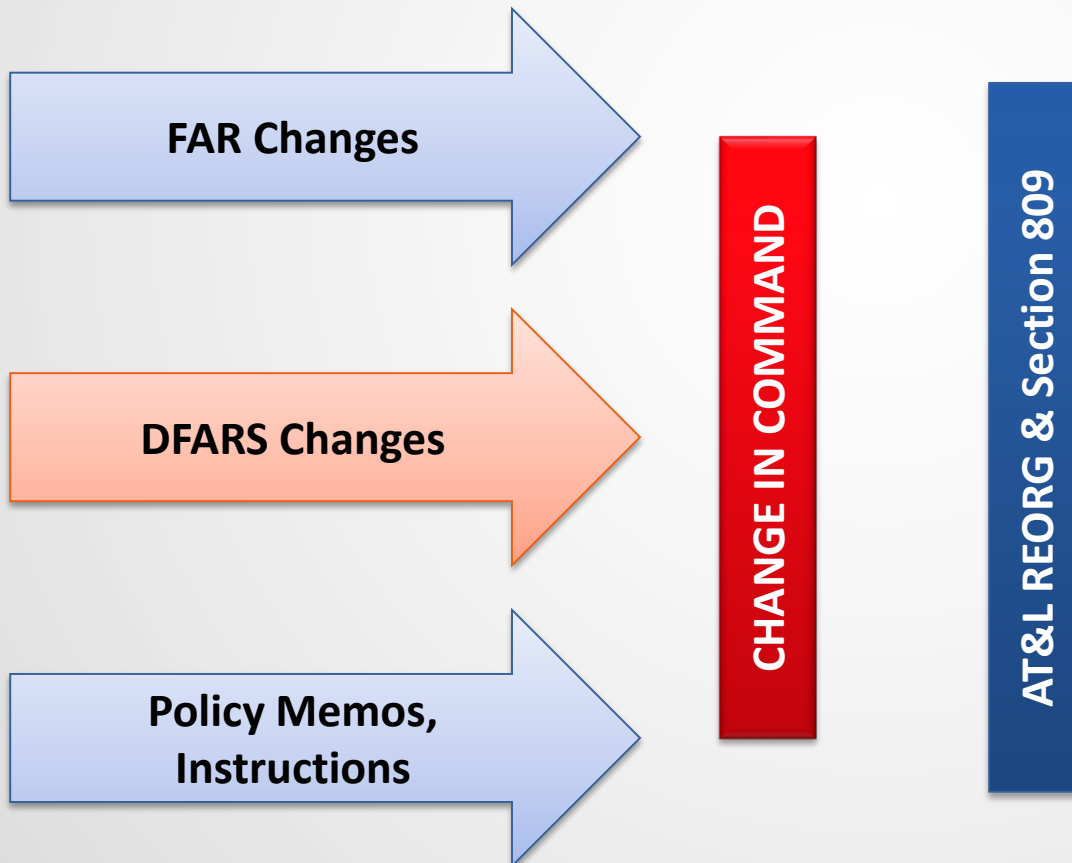 FAR Changes
DFARS Changes
Policy Memos,
Instructions
CHANGE IN COMMAND
AT&L REORG & Section 809